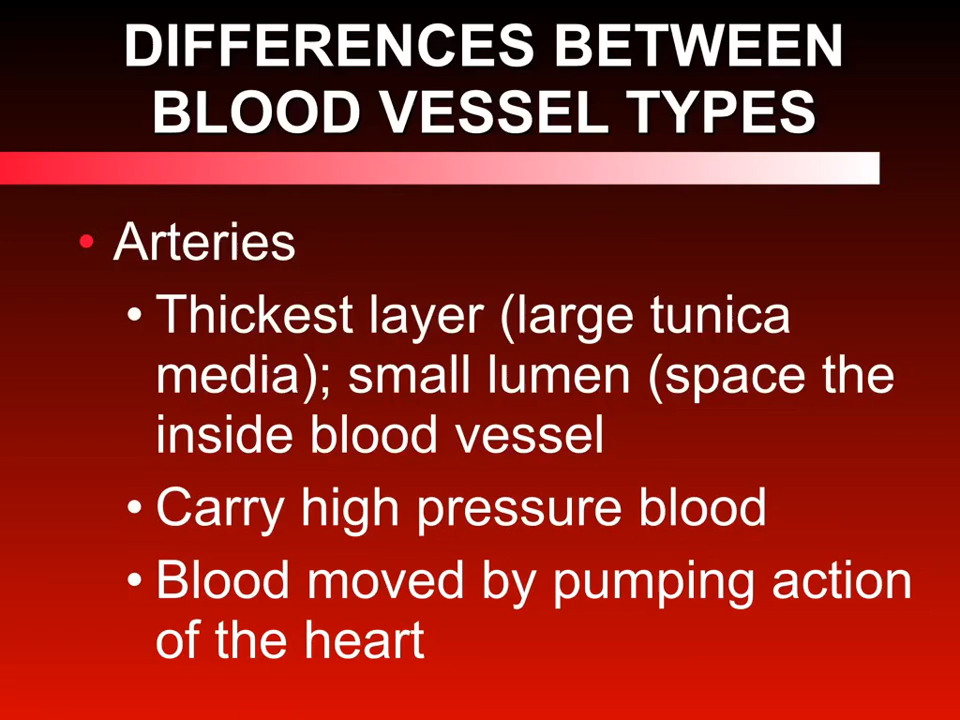 DIFFERENCES BETWEEN
BLOOD VESSEL TYPES
• Arteries
• Thickest layer (large tunica
media); small lumen (space the
inside blood vessel
• Carry high pressure blood
• Blood moved by pumping action
of the heart